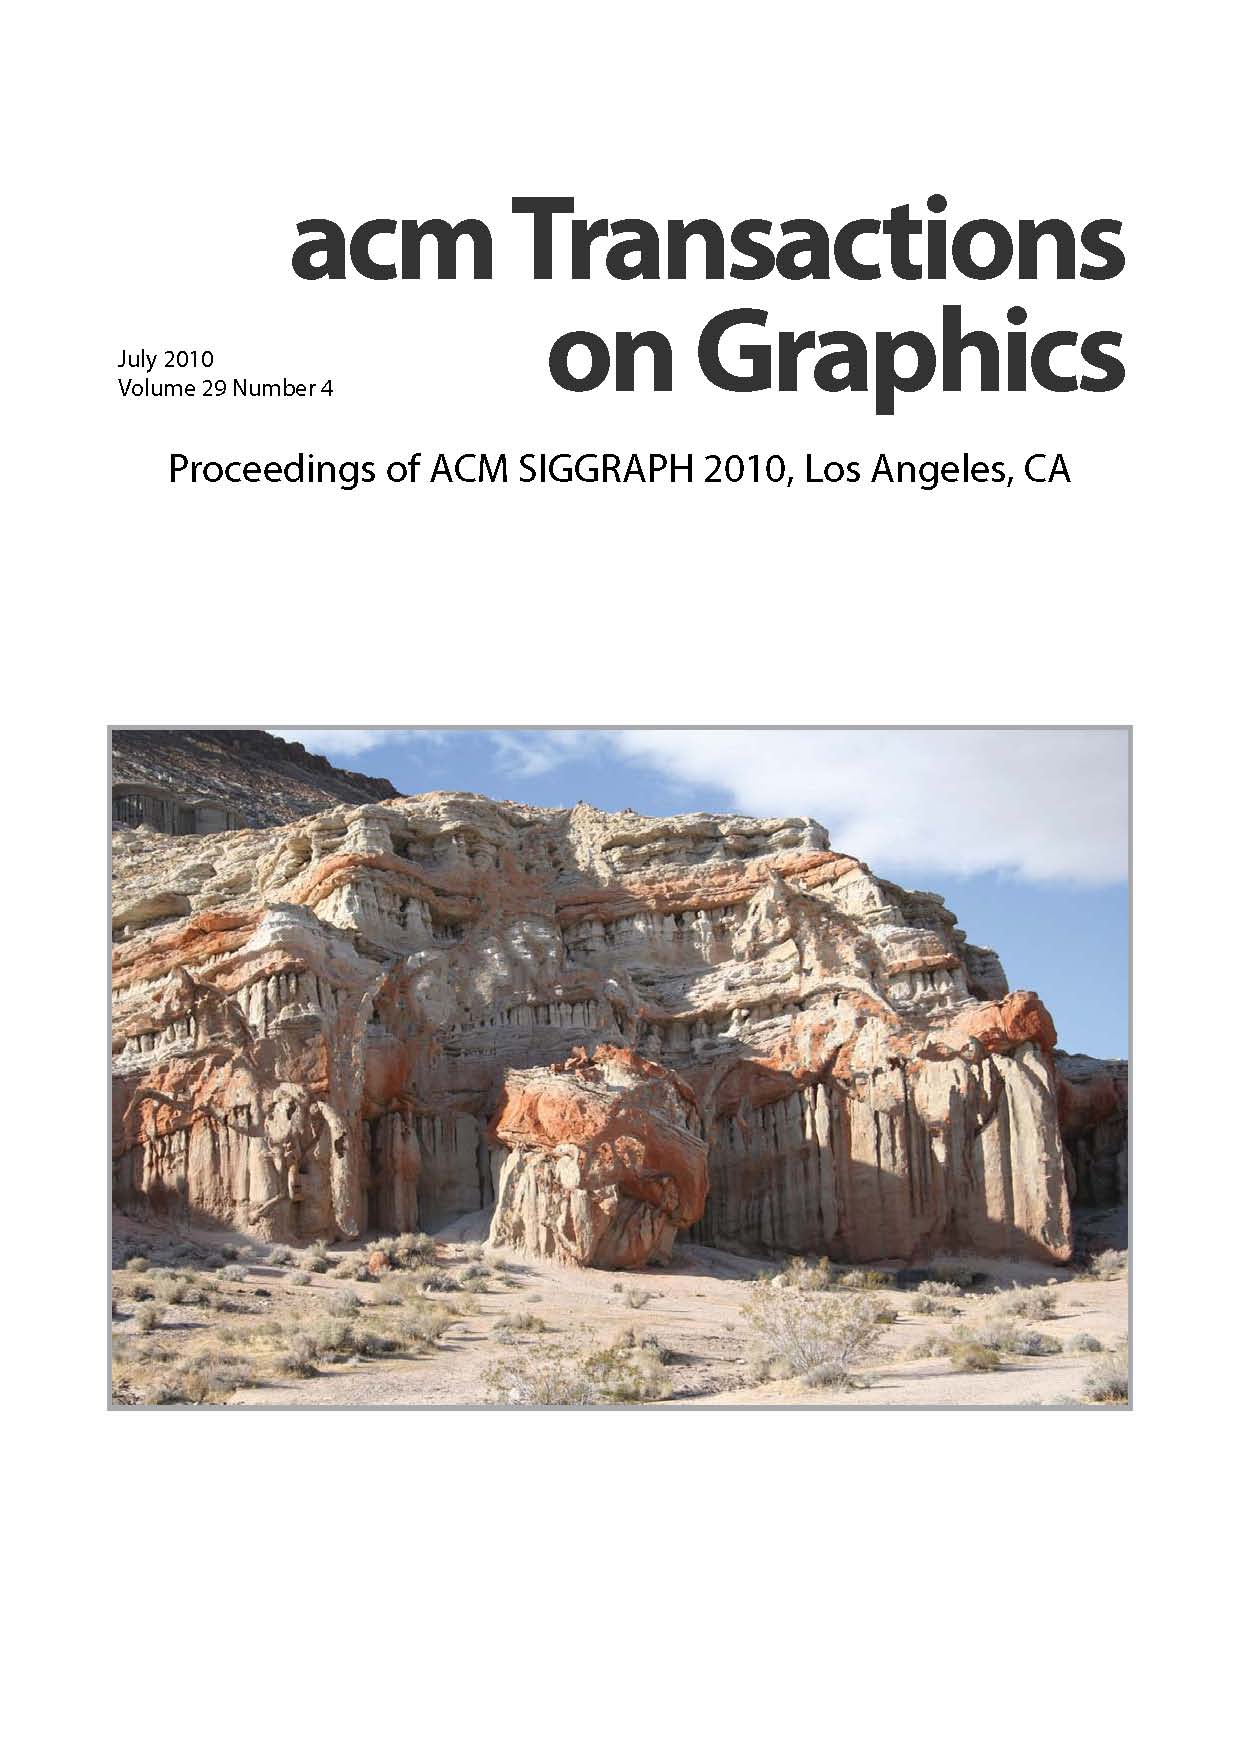 acm Transactions
on Graphics
July 2010
Volume 29 Number 4
Proceedings of ACM SIGGRAPH 2010, Los Angeles, CA